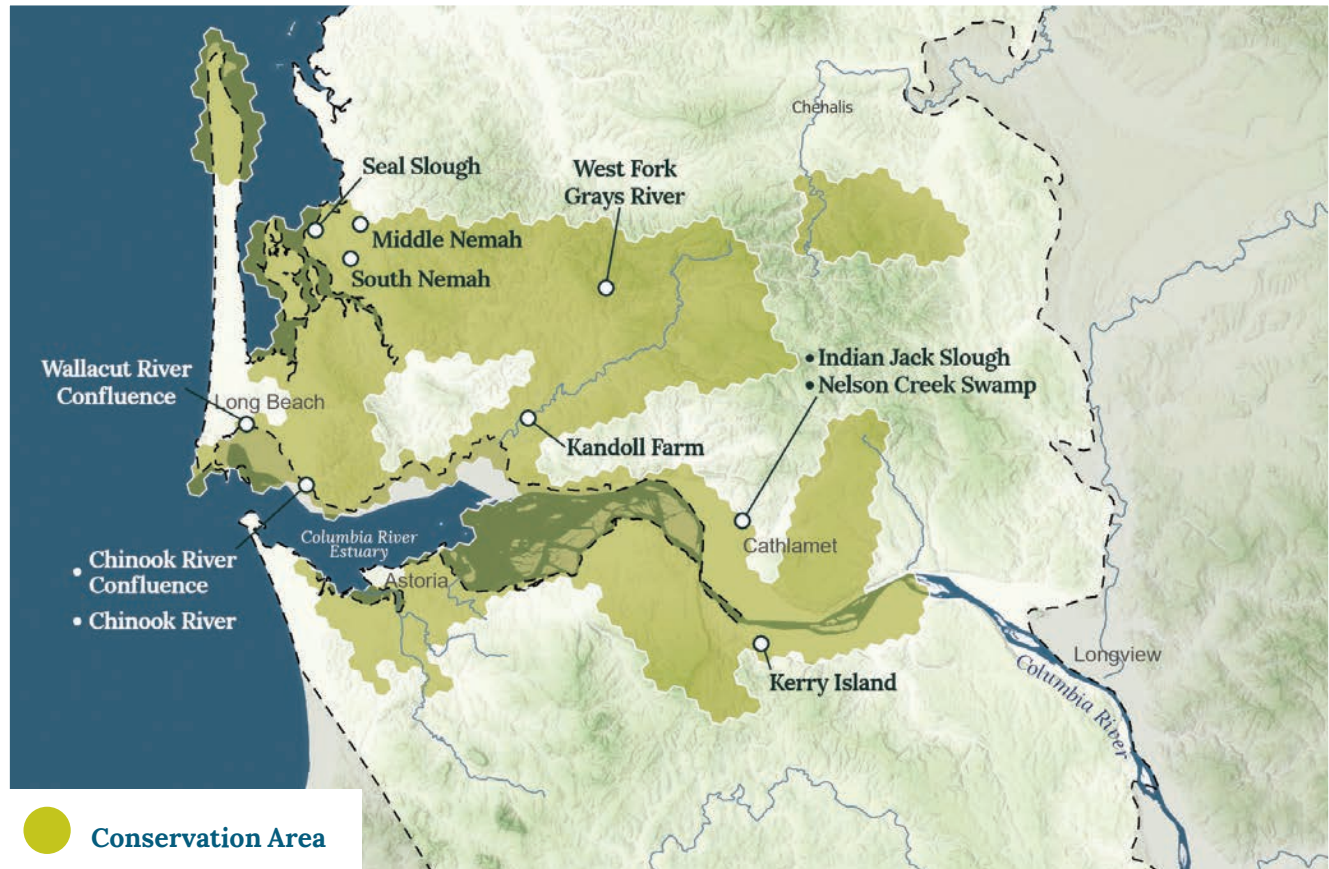 Chehalis
Seal Slough
West Fork
Grays River
Middle Nemah
South Nemah
Wallacut River
Confluence
Long Beach
• Indian Jack Slough
• Nelson Creek Swamp
Kandoll Farm
Columbia River
Estuary
Cathlamet
• Chinook River
Confluence
• Chinook River
Astoria
Longview
Kerry Island
Columbia River
Conservation Area